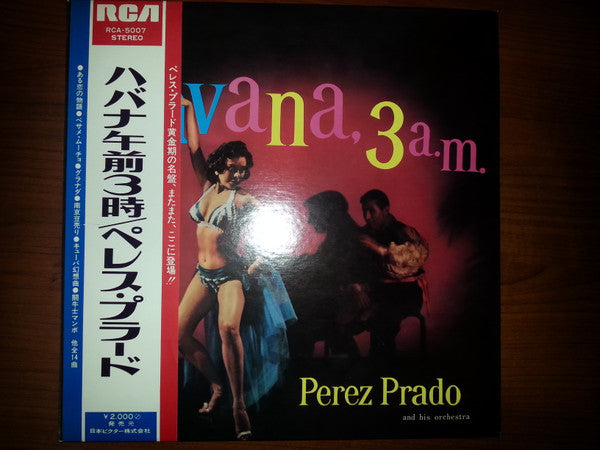 RCA
RCA-5007
STEREO
ハバナ午前3時/ペレス・プラード
ペレス・プラード黄金期の名盤、またまた、ここに登場!!
●ある恋の物語●ベサメ・ムーチョ●グラナダ●南京豆売り●キューバ幻想曲●闘牛士マンボ 他全14曲
¥2,000
発売元
日本ビクター株式会社
vana, 3 a.m.
Perez Prado
and his orchestra